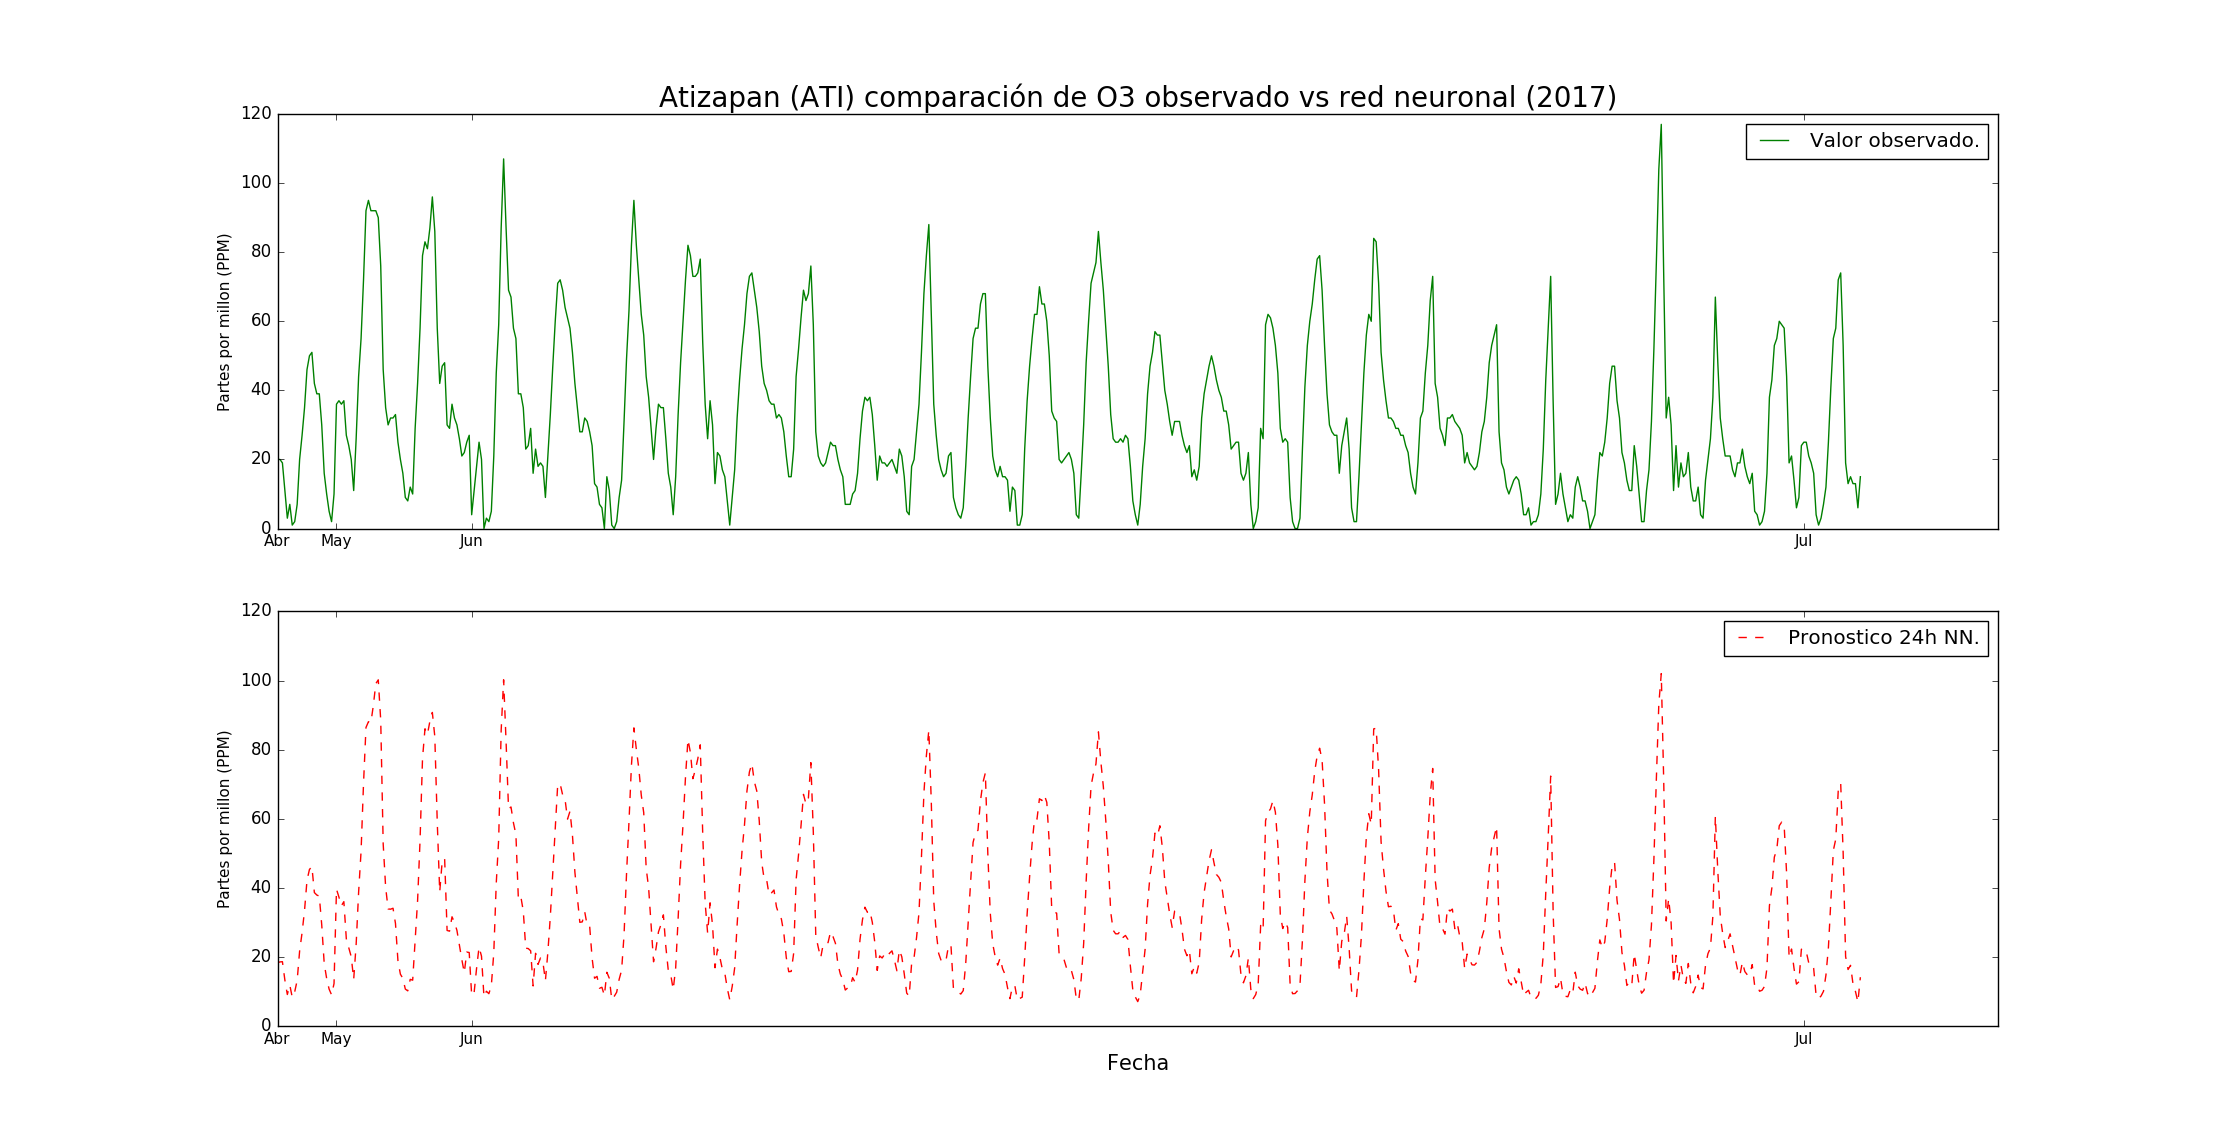 Atizapan (ATI) comparación de O3 observado vs red neuronal (2017)
120
100
80
60
40
20
0
Partes por millon (PPM)
Valor observado.
Abr May Jun Jul
120
100
80
60
40
20
0
Partes por millon (PPM)
Pronostico 24h NN.
Abr May Jun Jul
Fecha